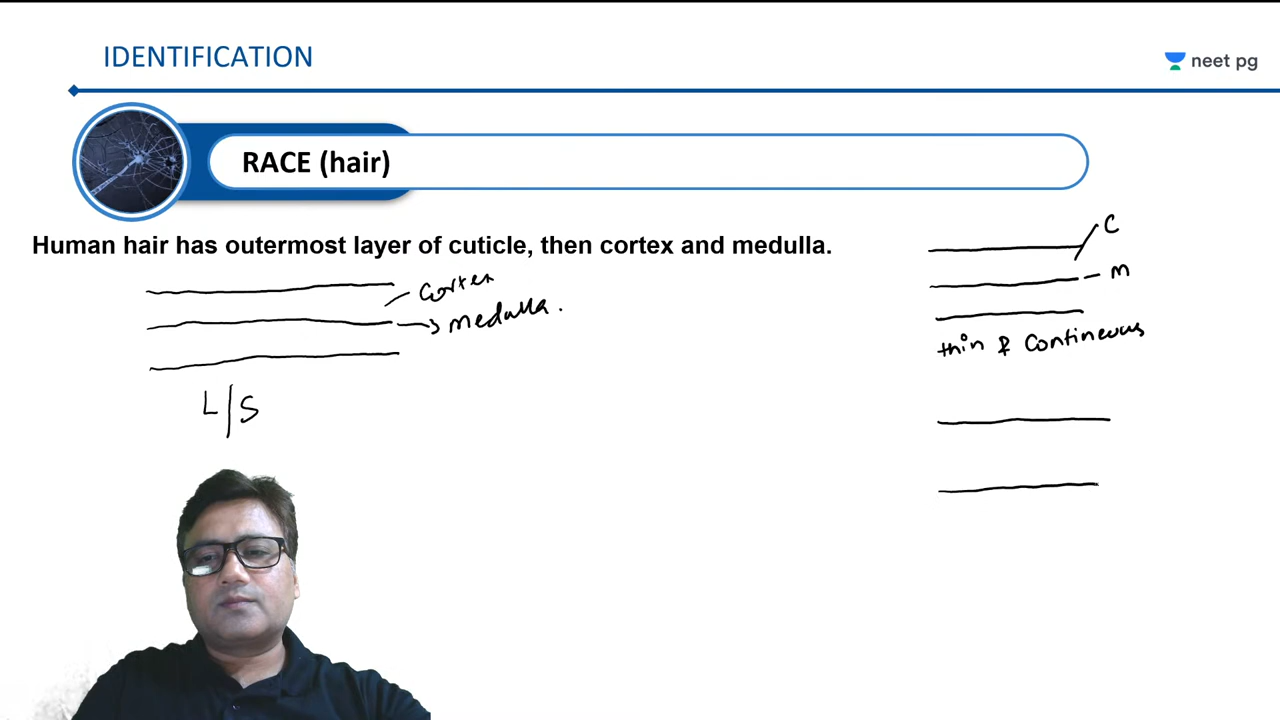 IDENTIFICATION
neet pg
RACE (hair)
Human hair has outermost layer of cuticle, then cortex and medulla.
Cortex
medulla.
L/S
C
m
thin & Contineous